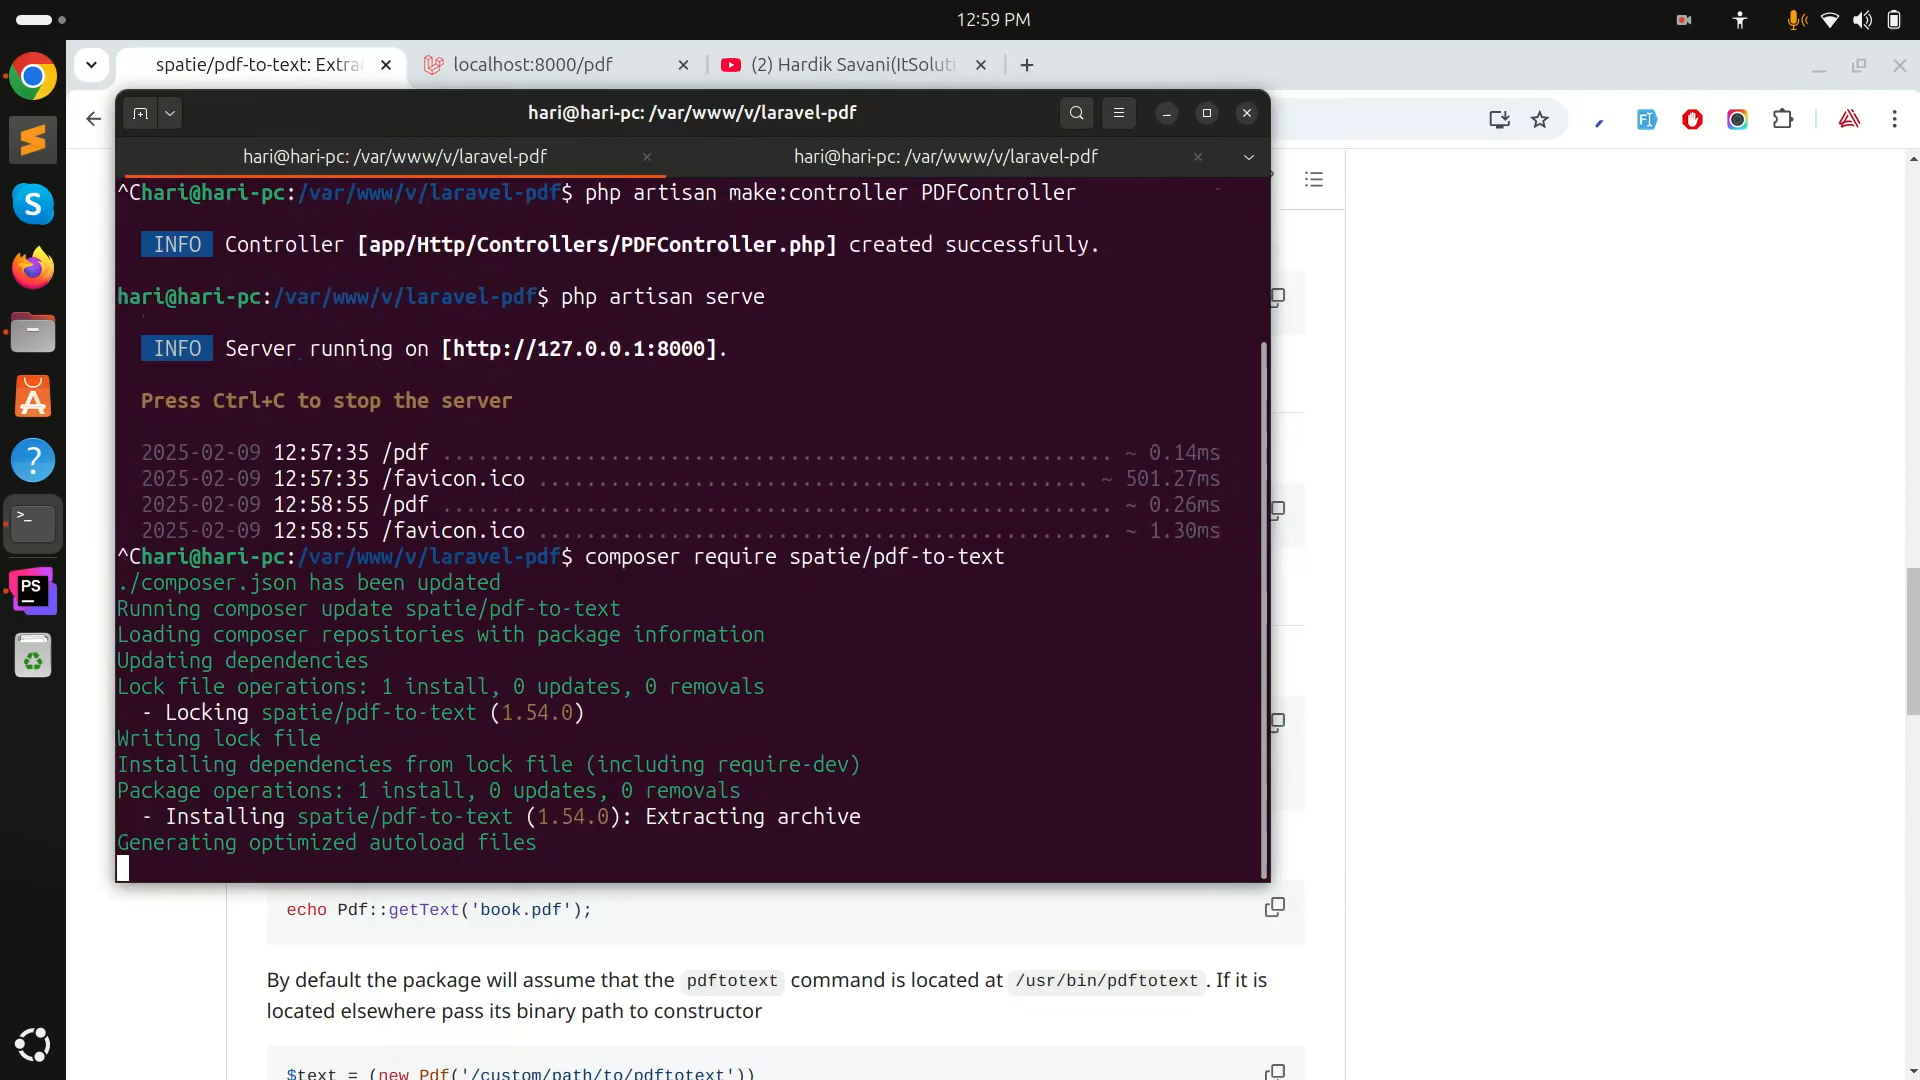 12:59 PM
spatie/pdf-to-text: Extra
localhost:8000/pdf
(2) Hardik Savani(ItSoluti
hari@hari-pc: /var/www/v/laravel-pdf
hari@hari-pc: /var/www/v/laravel-pdf
hari@hari-pc: /var/www/v/laravel-pdf
^Chari@hari-pc:/var/www/v/laravel-pdf$ php artisan make:controller PDFController
INFO Controller [app/Http/Controllers/PDFController.php] created successfully.
hari@hari-pc:/var/www/v/laravel-pdf$ php artisan serve
INFO Server running on [http://127.0.0.1:8000].
Press Ctrl+C to stop the server
2025-02-09 12:57:35 /pdf ........................................................ ~ 0.14ms
2025-02-09 12:57:35 /favicon.ico .............................................. ~ 501.27ms
2025-02-09 12:58:55 /pdf ........................................................ ~ 0.26ms
2025-02-09 12:58:55 /favicon.ico ................................................ ~ 1.30ms
^Chari@hari-pc:/var/www/v/laravel-pdf$ composer require spatie/pdf-to-text
./composer.json has been updated
Running composer update spatie/pdf-to-text
Loading composer repositories with package information
Updating dependencies
Lock file operations: 1 install, 0 updates, 0 removals
- Locking spatie/pdf-to-text (1.54.0)
Writing lock file
Installing dependencies from lock file (including require-dev)
Package operations: 1 install, 0 updates, 0 removals
- Installing spatie/pdf-to-text (1.54.0): Extracting archive
Generating optimized autoload files
echo Pdf::getText('book.pdf');
By default the package will assume that the pdftotext command is located at /usr/bin/pdftotext. If it is
located elsewhere pass its binary path to constructor
$text = (new Pdf('/custom/path/to/pdftotext'))